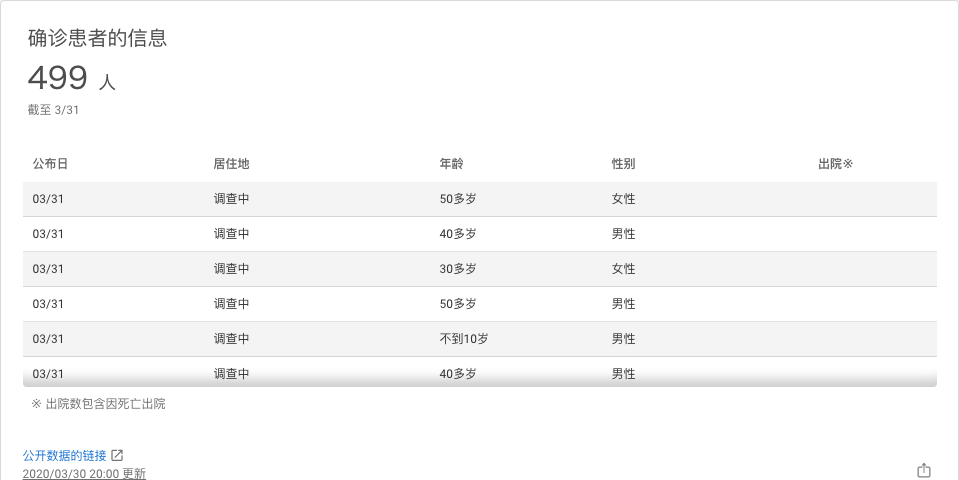 确诊患者的信息
499 人
截至 3/31
公布日 居住地 年龄 性别 出院※
03/31 调查中 50多岁 女性
03/31 调查中 40多岁 男性
03/31 调查中 30多岁 女性
03/31 调查中 50多岁 男性
03/31 调查中 不到10岁 男性
03/31 调查中 40多岁 男性
※ 出院数包含因死亡出院
公开数据的链接
2020/03/30 20:00 更新